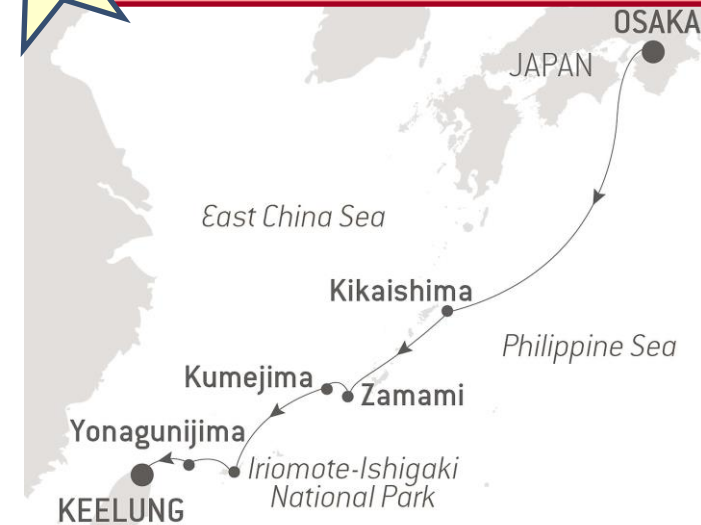 OSAKA
JAPAN
East China Sea
Kikaishima
Philippine Sea
Kumejima
Zamami
Yonagunijima
Iriomote-Ishigaki
National Park
KEELUNG